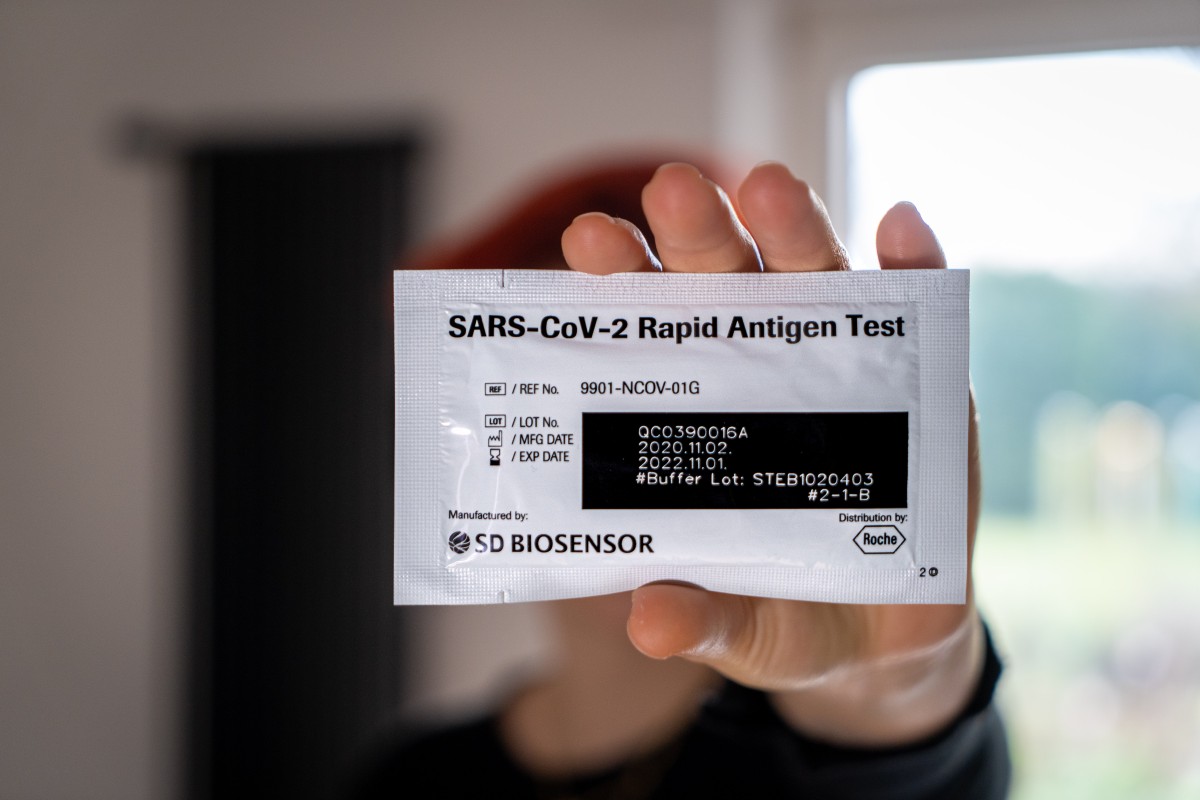 SARS-CoV-2 Rapid Antigen Test
REF / REF No. 9901-NCOV-01G
LOT / LOT No. QC0390016A
/ MFG DATE 2020.11.02.
/ EXP DATE 2022.11.01.
#Buffer Lot: STEB1020403
#2-1-B
Manufactured by:
SD BIOSENSOR
Distribution by:
Roche
2